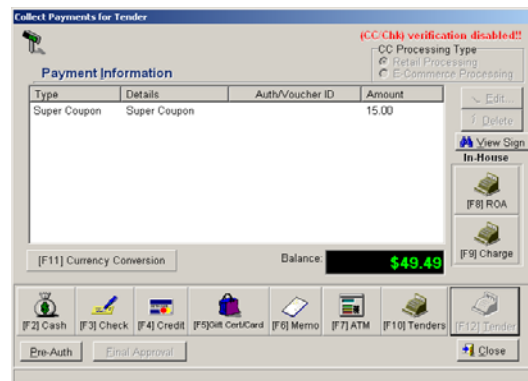 Collect Payments for Tender
(CC/Chk) verification disabled!!
CC Processing Type
Retail Processing
E-Commerce Processing
Payment Information
Type Details Auth/Voucher ID Amount
Super Coupon Super Coupon 15.00
Edit...
Delete
View Sign
In-House
[F8] ROA
[F9] Charge
[F11] Currency Conversion
Balance:
$49.49
[F2] Cash [F3] Check [F4] Credit [F5]Gift Cert/Card [F6] Memo [F7] ATM [F10] Tenders [F12] Tender
Pre-Auth Final Approval Close